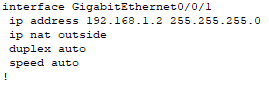 interface GigabitEthernet0/0/1
ip address 192.168.1.2 255.255.255.0
ip nat outside
duplex auto
speed auto
!